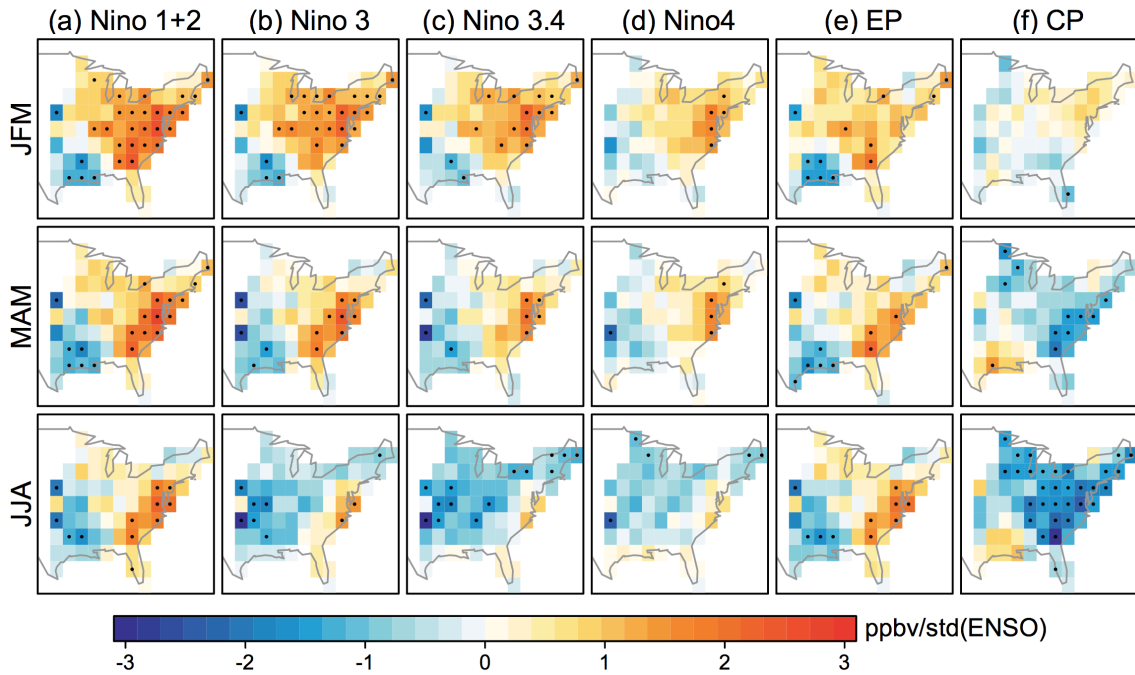 (a) Nino 1+2 (b) Nino 3 (c) Nino 3.4 (d) Nino4 (e) EP (f) CP
JFM
MAM
JJA
-3 -2 -1 0 1 2 3 ppbv/std(ENSO)